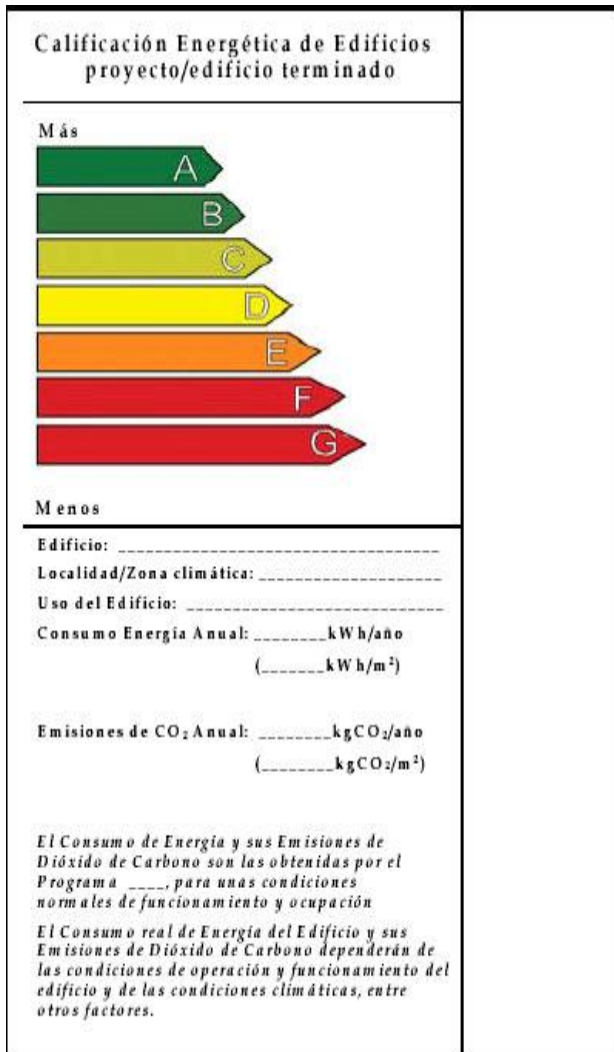 Calificación Energética de Edificios
proyecto/edificio terminado
Más
A
B
C
D
E
F
G
Menos
Edificio: ___________________________________
Localidad/Zona climática: ____________________
Uso del Edificio: ____________________________
Consumo Energía Anual: ________kWh/año
(_______kWh/m²)
Emisiones de CO₂ Anual: ________kgCO₂/año
(________kgCO₂/m²)
El Consumo de Energía y sus Emisiones de
Dióxido de Carbono son las obtenidas por el
Programa ____, para unas condiciones
normales de funcionamiento y ocupación
El Consumo real de Energía del Edificio y sus
Emisiones de Dióxido de Carbono dependerán de
las condiciones de operación y funcionamiento del
edificio y de las condiciones climáticas, entre
otros factores.